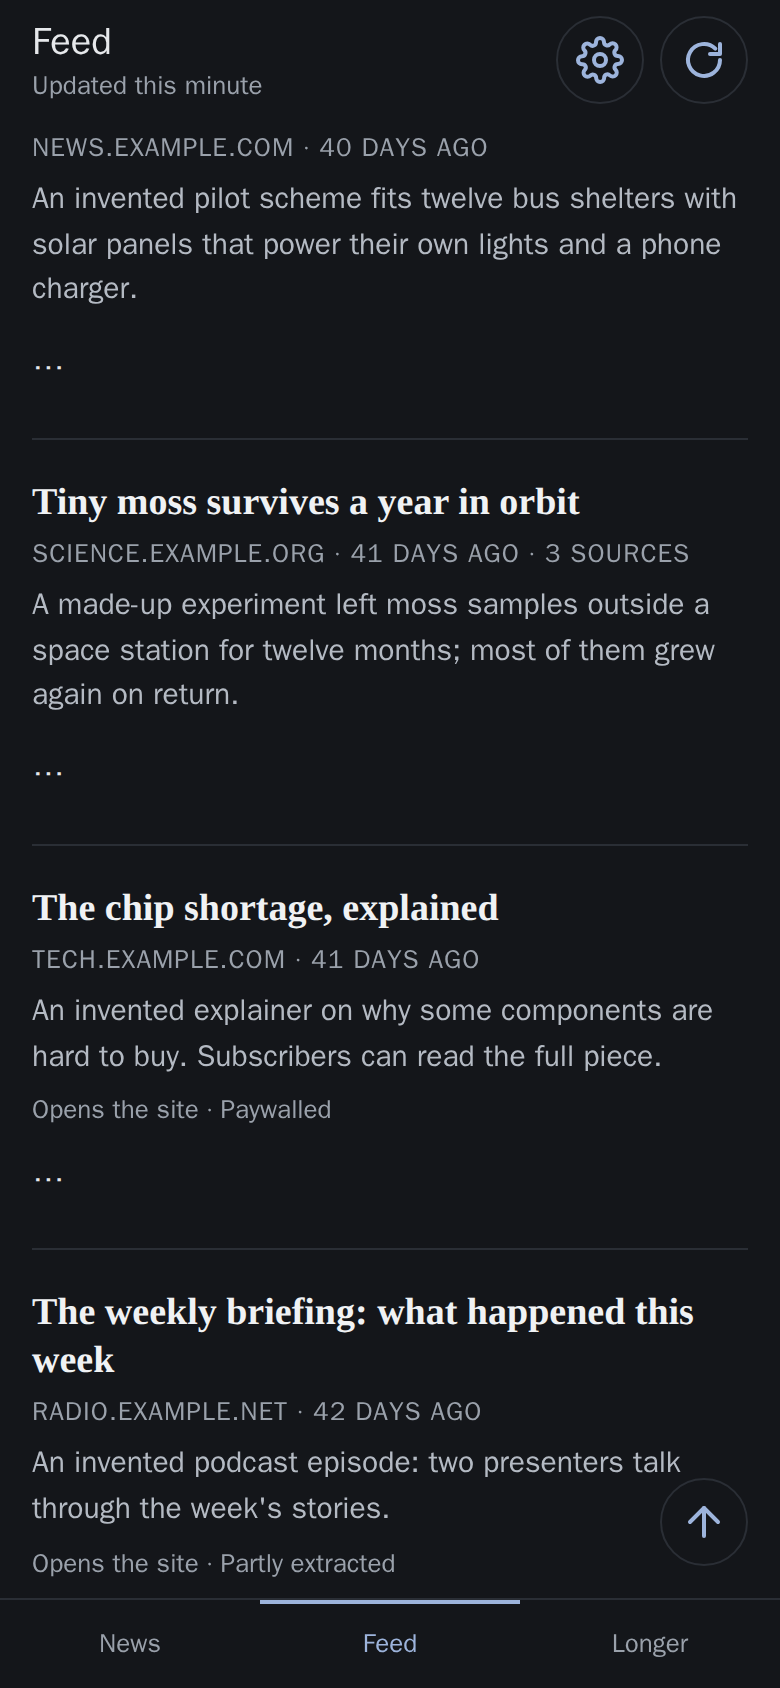 Feed
Updated this minute
NEWS.EXAMPLE.COM · 40 DAYS AGO
An invented pilot scheme fits twelve bus shelters with
solar panels that power their own lights and a phone
charger.
...
Tiny moss survives a year in orbit
SCIENCE.EXAMPLE.ORG · 41 DAYS AGO · 3 SOURCES
A made-up experiment left moss samples outside a
space station for twelve months; most of them grew
again on return.
...
The chip shortage, explained
TECH.EXAMPLE.COM · 41 DAYS AGO
An invented explainer on why some components are
hard to buy. Subscribers can read the full piece.
Opens the site · Paywalled
...
The weekly briefing: what happened this
week
RADIO.EXAMPLE.NET · 42 DAYS AGO
An invented podcast episode: two presenters talk
through the week's stories.
Opens the site · Partly extracted
News
Feed
Longer